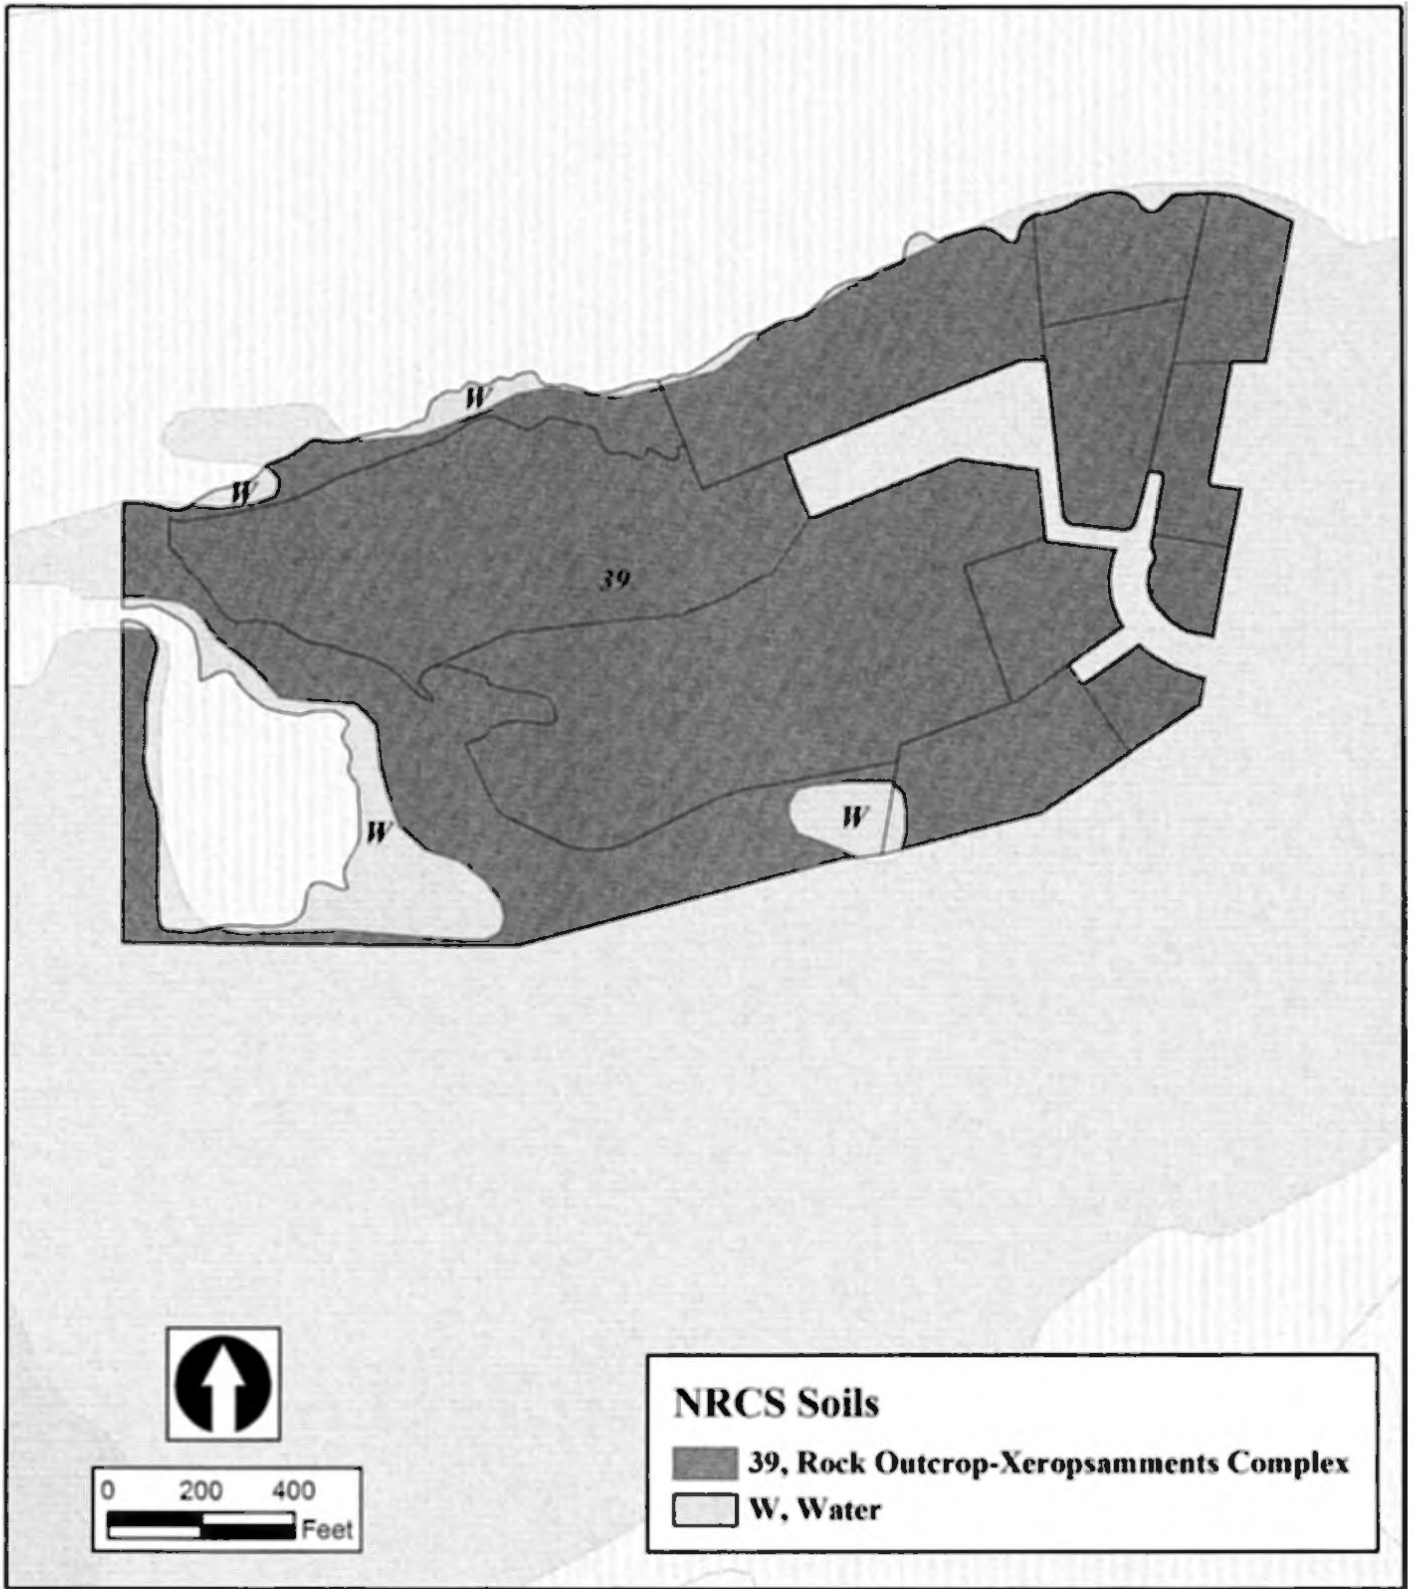 W
W
39
W
W
0 200 400
Feet
NRCS Soils
39, Rock Outcrop-Xeropsamments Complex
W, Water